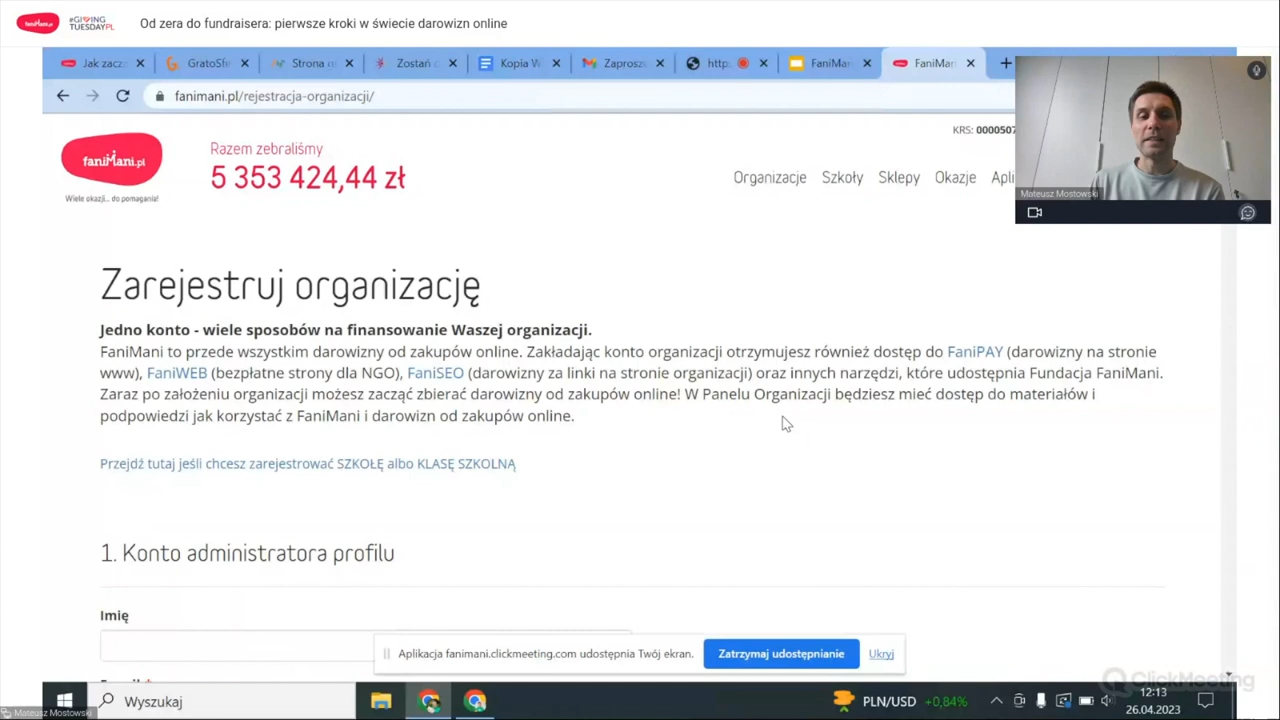 faniMani.pl
#GIVING
TUESDAYPL
Od zera do fundraisera: pierwsze kroki w świecie darowizn online
Jak zaczo
GratoSfe
Strona o
Zostań
Kopia W
Zaprosz
http:
FaniMan
FaniMan
fanimani.pl/rejestracja-organizacji/
KRS: 0000507
faniMani.pl
Wiele okazji... do pomagania!
Razem zebraliśmy
5 353 424,44 zł
Organizacje
Szkoły
Sklepy
Okazje
Apli
Mateusz Mostowski
Zarejestruj organizację
Jedno konto - wiele sposobów na finansowanie Waszej organizacji.
FaniMani to przede wszystkim darowizny od zakupów online. Zakładając konto organizacji otrzymujesz również dostęp do FaniPAY (darowizny na stronie
www), FaniWEB (bezpłatne strony dla NGO), FaniSEO (darowizny za linki na stronie organizacji) oraz innych narzędzi, które udostępnia Fundacja FaniMani.
Zaraz po założeniu organizacji możesz zacząć zbierać darowizny od zakupów online! W Panelu Organizacji będziesz mieć dostęp do materiałów i
podpowiedzi jak korzystać z FaniMani i darowizn od zakupów online.
Przejdź tutaj jeśli chcesz zarejestrować SZKOŁĘ albo KLASĘ SZKOLNĄ
1. Konto administratora profilu
Imię
Aplikacja fanimani.clickmeeting.com udostępnia Twój ekran.
Zatrzymaj udostępnianie
Ukryj
ClickMeeting
Wyszukaj
PLN/USD
+0,84%
12:13
26.04.2023
Mateusz Mostowski